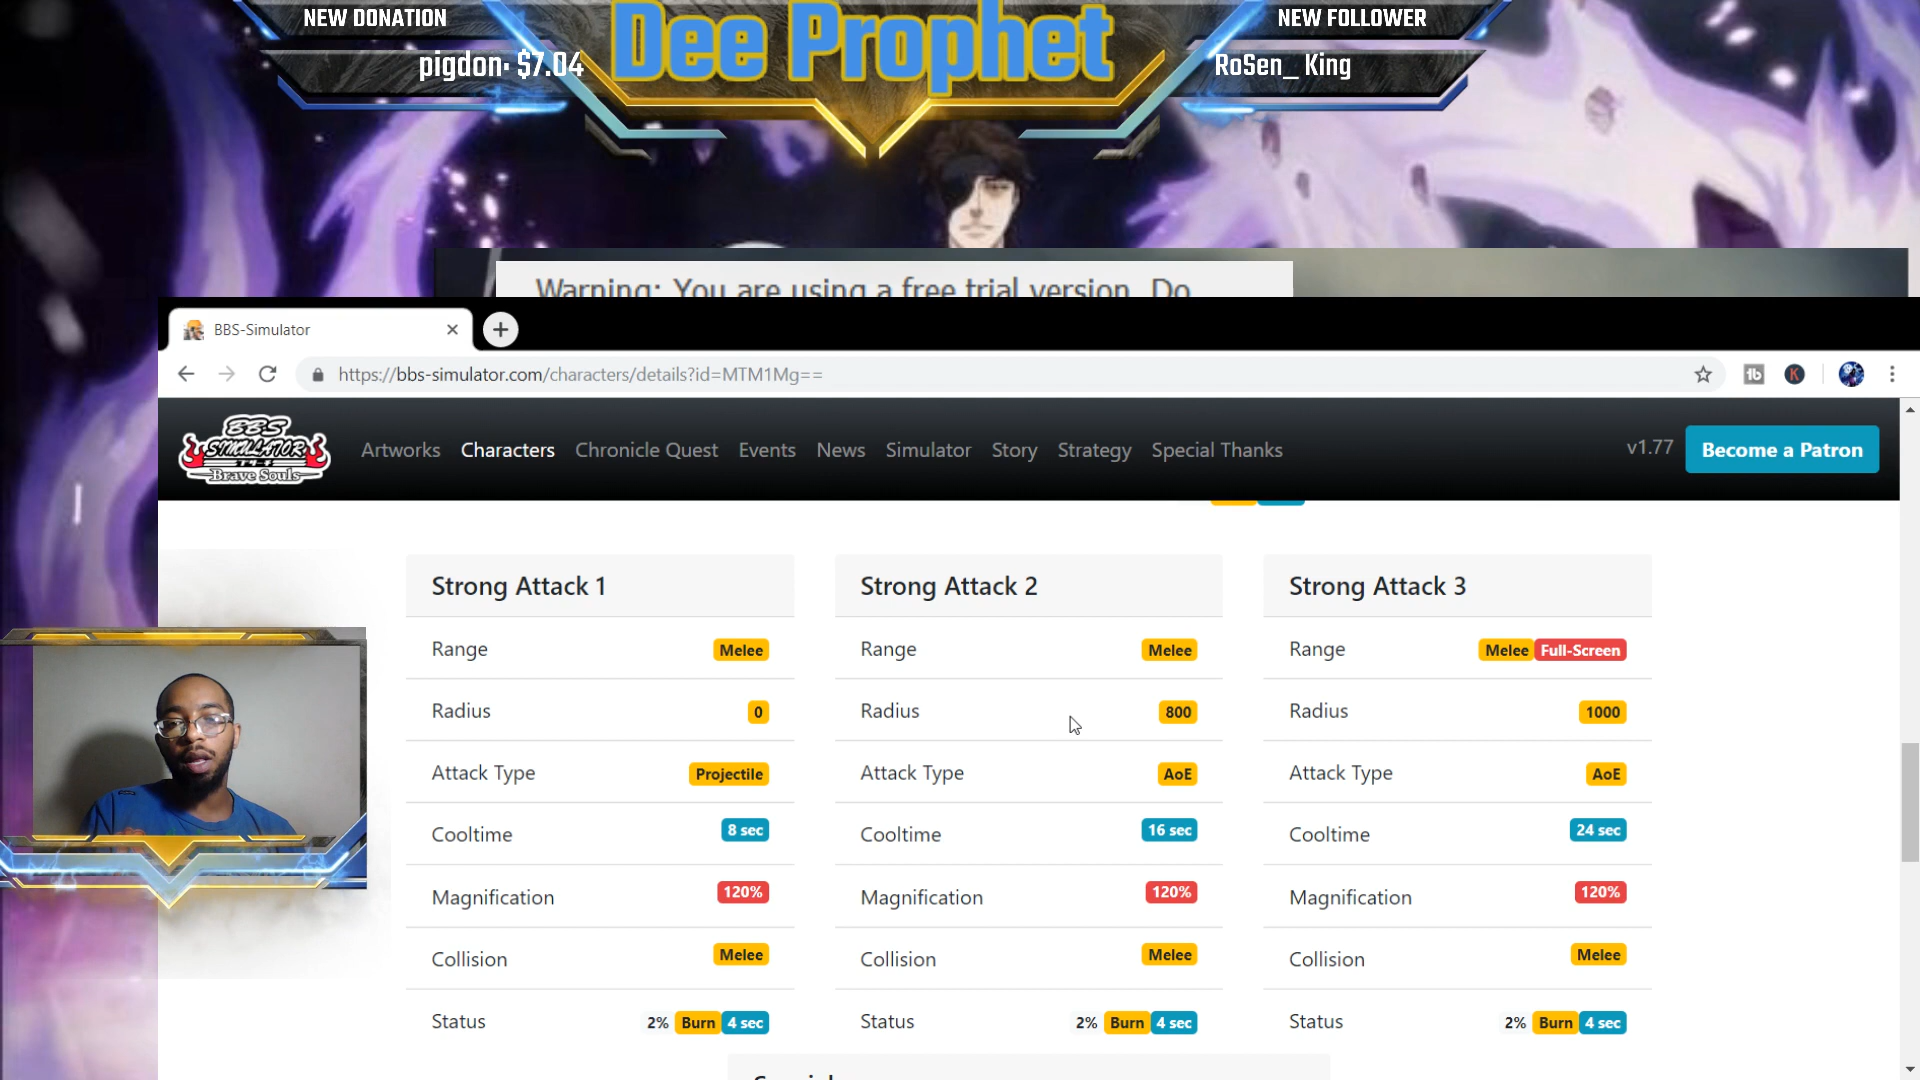 NEW DONATION
pigdon: $7.04
Dee Prophet
NEW FOLLOWER
RoSen_ King
Warning: You are using a free trial version. Do
BBS-Simulator
https://bbs-simulator.com/characters/details?id=MTM1Mg==
BBS
SIMULATOR
Brave Souls
Artworks Characters Chronicle Quest Events News Simulator Story Strategy Special Thanks
v1.77 Become a Patron
Strong Attack 1
Range Melee
Radius 0
Attack Type Projectile
Cooltime 8 sec
Magnification 120%
Collision Melee
Status 2% Burn 4 sec
Strong Attack 2
Range Melee
Radius 800
Attack Type AoE
Cooltime 16 sec
Magnification 120%
Collision Melee
Status 2% Burn 4 sec
Strong Attack 3
Range Melee Full-Screen
Radius 1000
Attack Type AoE
Cooltime 24 sec
Magnification 120%
Collision Melee
Status 2% Burn 4 sec